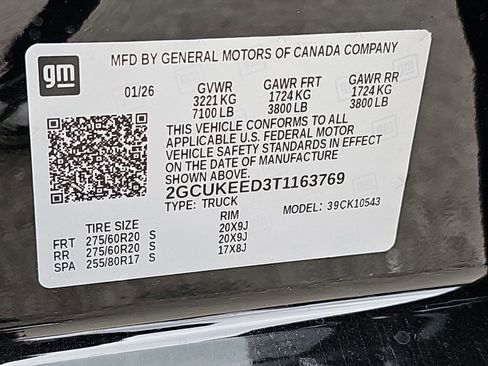 gm
MFD BY GENERAL MOTORS OF CANADA COMPANY
01/26 GVWR GAWR FRT GAWR RR
3221 KG 1724 KG 1724 KG
7100 LB 3800 LB 3800 LB
THIS VEHICLE CONFORMS TO ALL
APPLICABLE U.S. FEDERAL MOTOR
VEHICLE SAFETY STANDARDS IN EFFECT
ON THE DATE OF MANUFACTURE
2GCUKEED3T1163769
TYPE: TRUCK MODEL: 39CK10543
TIRE SIZE RIM
FRT 275/60R20 S 20X9J
RR 275/60R20 S 20X9J
SPA 255/80R17 S 17X8J